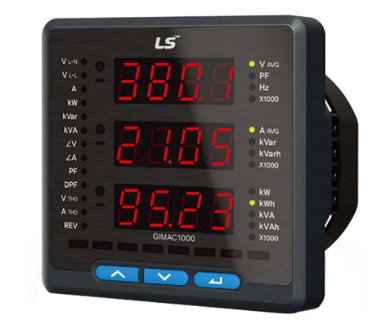 LS
V L-N
V L-L
A
kW
kVar
kVA
∠V
∠A
PF
DPF
V THD
A THD
REV
380.1
V AVG
PF
Hz
X1000
21.05
A AVG
kVar
kVarh
X1000
95.23
kW
kWh
kVA
kVAh
X1000
GIMAC1000